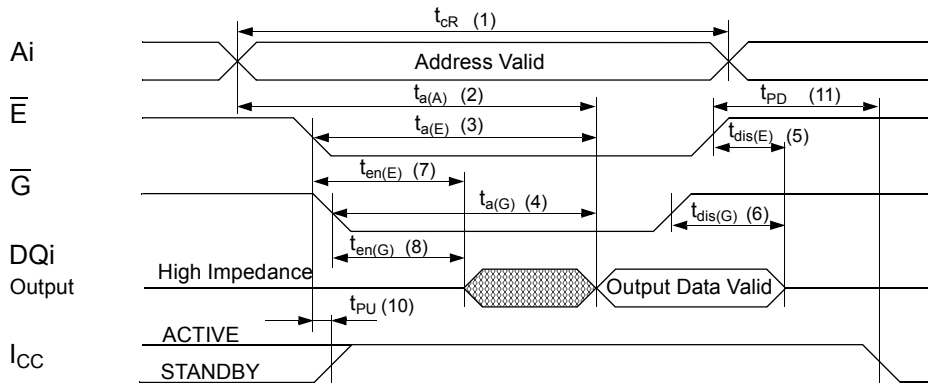 tcR (1)
Ai
Address Valid
ta(A) (2)
E
tPD (11)
ta(E) (3)
tdis(E) (5)
ten(E) (7)
G
ta(G) (4)
tdis(G) (6)
ten(G) (8)
DQi
Output
High Impedance
Output Data Valid
tPU (10)
ACTIVE
ICC
STANDBY